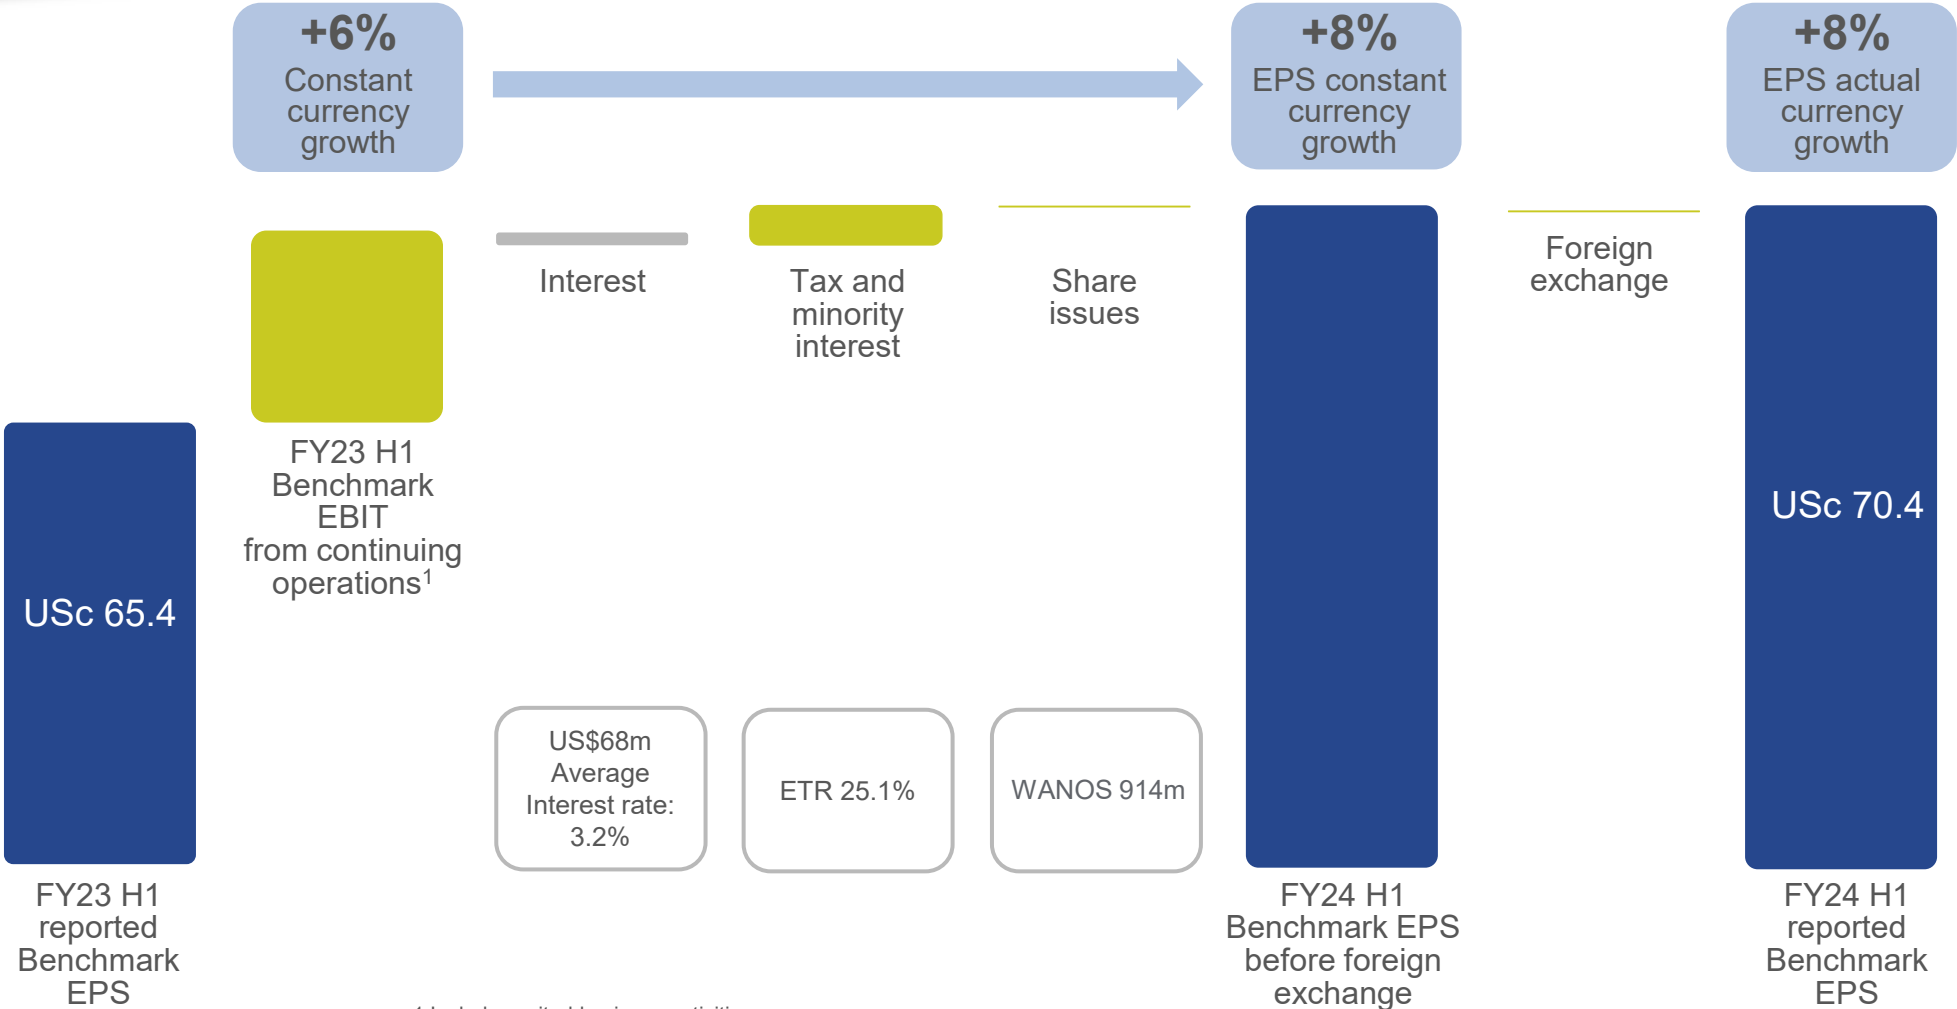 +6%
Constant
currency
growth
+8%
EPS constant
currency
growth
+8%
EPS actual
currency
growth
Interest
Tax and
minority
interest
Share
issues
Foreign
exchange
FY23 H1
Benchmark
EBIT
from continuing
operations1
USc 65.4
USc 70.4
US$68m
Average
Interest rate:
3.2%
ETR 25.1%
WANOS 914m
FY23 H1
reported
Benchmark
EPS
FY24 H1
Benchmark EPS
before foreign
exchange
FY24 H1
reported
Benchmark
EPS